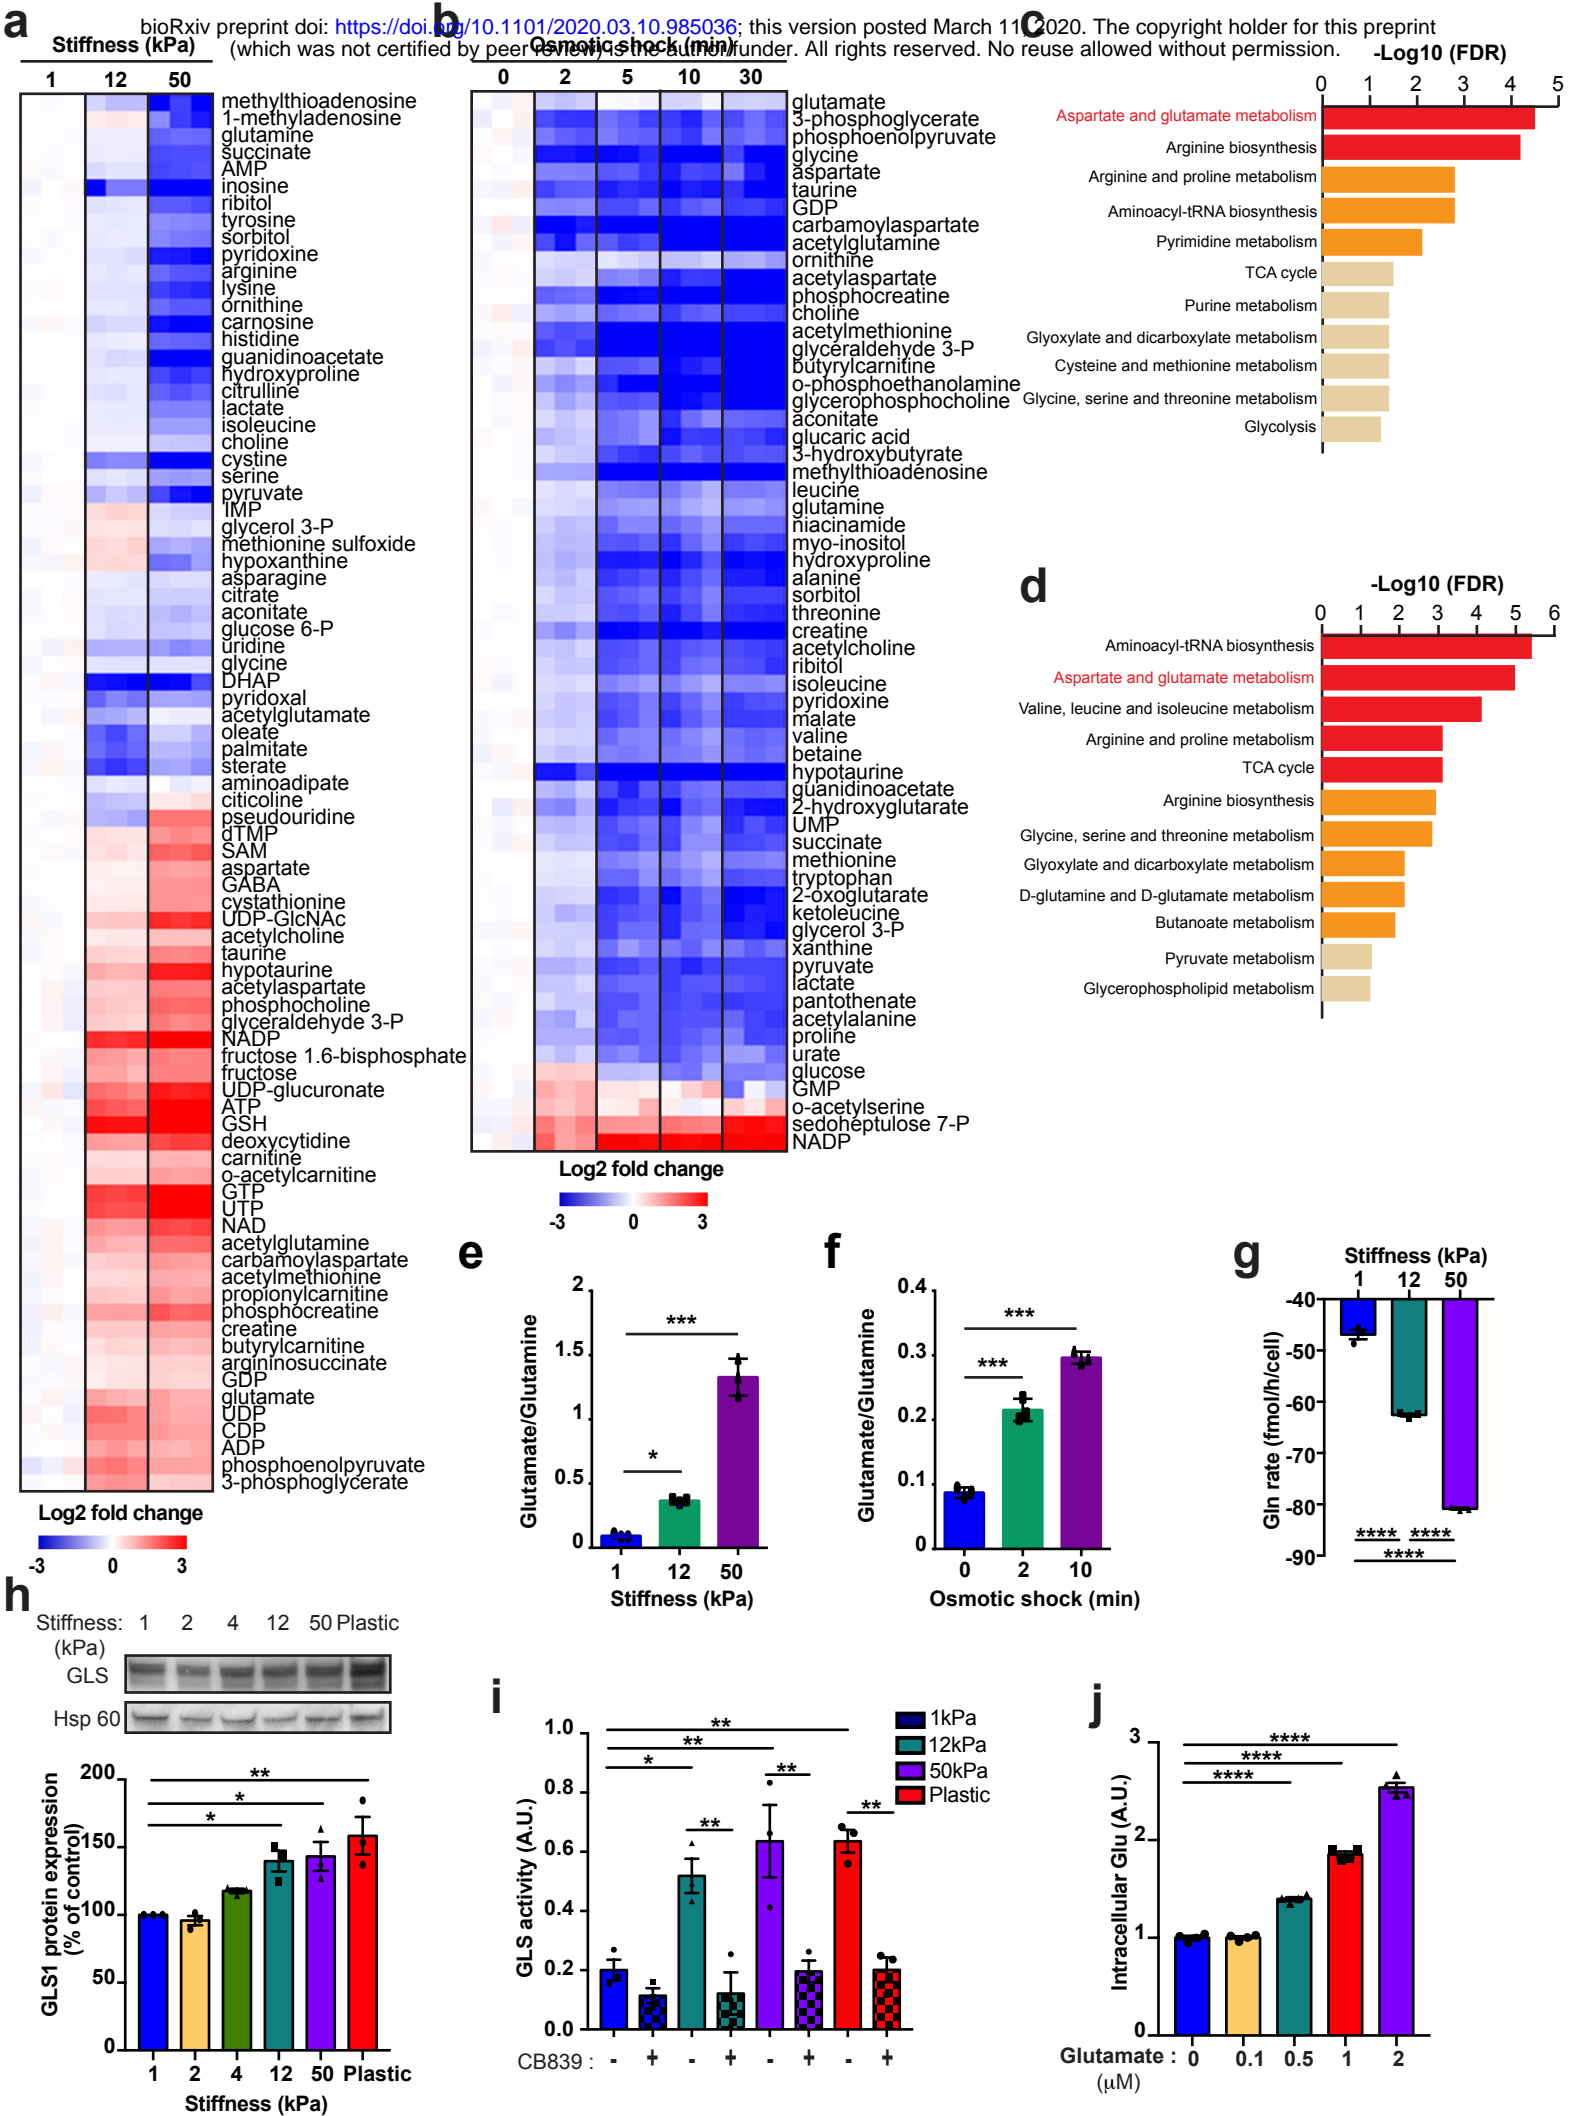 bioRxiv preprint doi: https://doi.org/10.1101/2020.03.10.985036; this version posted March 11, 2020. The copyright holder for this preprint
(which was not certified by peer review) is the author/funder. All rights reserved. No reuse allowed without permission.
a
Stiffness (kPa)
1 12 50
methylthioadenosine
1-methyladenosine
glutamine
succinate
AMP
inosine
ribitol
tyrosine
sorbitol
pyridoxine
arginine
lysine
ornithine
carnosine
histidine
guanidinoacetate
hydroxyproline
citrulline
lactate
isoleucine
choline
cystine
serine
pyruvate
IMP
glycerol 3-P
methionine sulfoxide
hypoxanthine
asparagine
citrate
aconitate
glucose 6-P
uridine
glycine
DHAP
pyridoxal
acetylglutamate
oleate
palmitate
sterate
aminoadipate
citicoline
pseudouridine
dTMP
SAM
aspartate
GABA
cystathionine
UDP-GlcNAc
acetylcholine
taurine
hypotaurine
acetylaspartate
phosphocholine
glyceraldehyde 3-P
NADP
fructose 1.6-bisphosphate
fructose
UDP-glucuronate
ATP
GSH
deoxycytidine
carnitine
o-acetylcarnitine
GTP
UTP
NAD
acetylglutamine
carbamoylaspartate
acetylmethionine
propionylcarnitine
phosphocreatine
creatine
butyrylcarnitine
argininosuccinate
GDP
glutamate
UDP
CDP
ADP
phosphoenolpyruvate
3-phosphoglycerate
Log2 fold change
-3 0 3
b
Osmotic shock (min)
0 2 5 10 30
glutamate
3-phosphoglycerate
phosphoenolpyruvate
glycine
aspartate
taurine
GDP
carbamoylaspartate
acetylglutamine
ornithine
acetylaspartate
phosphocreatine
choline
acetylmethionine
glyceraldehyde 3-P
butyrylcarnitine
o-phosphoethanolamine
glycerophosphocholine
aconitate
glucaric acid
3-hydroxybutyrate
methylthioadenosine
leucine
glutamine
niacinamide
myo-inositol
hydroxyproline
alanine
sorbitol
threonine
creatine
acetylcholine
ribitol
isoleucine
pyridoxine
malate
valine
betaine
hypotaurine
guanidinoacetate
2-hydroxyglutarate
UMP
succinate
methionine
tryptophan
2-oxoglutarate
ketoleucine
glycerol 3-P
xanthine
pyruvate
lactate
pantothenate
acetylalanine
proline
urate
glucose
GMP
o-acetylserine
sedoheptulose 7-P
NADP
Log2 fold change
-3 0 3
c
-Log10 (FDR)
0 1 2 3 4 5
Aspartate and glutamate metabolism
Arginine biosynthesis
Arginine and proline metabolism
Aminoacyl-tRNA biosynthesis
Pyrimidine metabolism
TCA cycle
Purine metabolism
Glyoxylate and dicarboxylate metabolism
Cysteine and methionine metabolism
Glycine, serine and threonine metabolism
Glycolysis
d
-Log10 (FDR)
0 1 2 3 4 5 6
Aminoacyl-tRNA biosynthesis
Aspartate and glutamate metabolism
Valine, leucine and isoleucine metabolism
Arginine and proline metabolism
TCA cycle
Arginine biosynthesis
Glycine, serine and threonine metabolism
Glyoxylate and dicarboxylate metabolism
D-glutamine and D-glutamate metabolism
Butanoate metabolism
Pyruvate metabolism
Glycerophospholipid metabolism
e
Glutamate/Glutamine
2
1.5
1
0.5
0
***
*
1 12 50
Stiffness (kPa)
f
Glutamate/Glutamine
0.4
0.3
0.2
0.1
0
***
***
0 2 10
Osmotic shock (min)
g
Stiffness (kPa)
1 12 50
Gln rate (fmol/h/cell)
-40
-50
-60
-70
-80
-90
**** ****
****
h
Stiffness: 1 2 4 12 50 Plastic
(kPa)
GLS
Hsp 60
GLS1 protein expression
(% of control)
200
150
100
50
0
**
*
*
1 2 4 12 50 Plastic
Stiffness (kPa)
i
GLS activity (A.U.)
1.0
0.8
0.6
0.4
0.2
0.0
**
**
*
**
**
**
1kPa
12kPa
50kPa
Plastic
CB839 : - + - + - + - +
j
Intracellular Glu (A.U.)
3
2
1
0
****
****
****
Glutamate : 0 0.1 0.5 1 2
(μM)